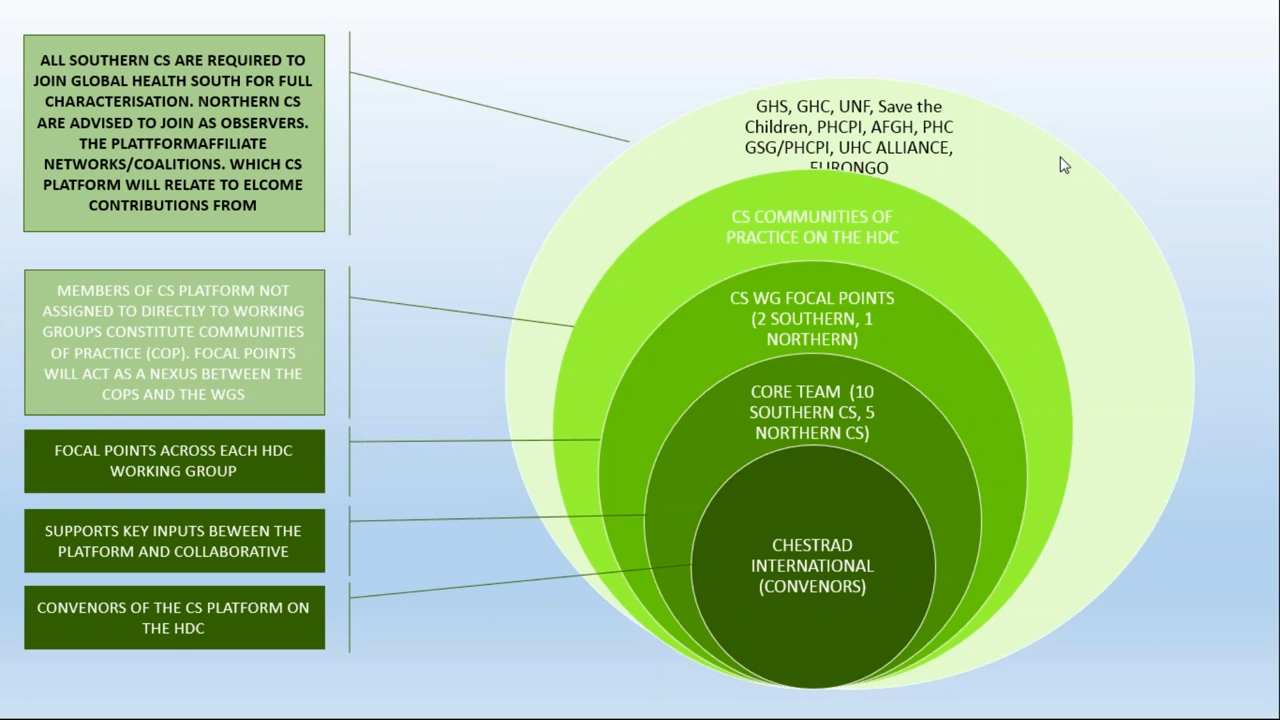 ALL SOUTHERN CS ARE REQUIRED TO
JOIN GLOBAL HEALTH SOUTH FOR FULL
CHARACTERISATION. NORTHERN CS
ARE ADVISED TO JOIN AS OBSERVERS.
THE PLATTFORMAFFILIATE
NETWORKS/COALITIONS. WHICH CS
PLATFORM WILL RELATE TO ELCOME
CONTRIBUTIONS FROM
MEMBERS OF CS PLATFORM NOT
ASSIGNED TO DIRECTLY TO WORKING
GROUPS CONSTITUTE COMMUNITIES
OF PRACTICE (COP). FOCAL POINTS
WILL ACT AS A NEXUS BETWEEN THE
COPS AND THE WGS
FOCAL POINTS ACROSS EACH HDC
WORKING GROUP
SUPPORTS KEY INPUTS BEWEEN THE
PLATFORM AND COLLABORATIVE
CONVENORS OF THE CS PLATFORM ON
THE HDC
GHS, GHC, UNF, Save the
Children, PHCPI, AFGH, PHC
GSG/PHCPI, UHC ALLIANCE,
EURONGO
CS COMMUNITIES OF
PRACTICE ON THE HDC
CS WG FOCAL POINTS
(2 SOUTHERN, 1
NORTHERN)
CORE TEAM (10
SOUTHERN CS, 5
NORTHERN CS)
CHESTRAD
INTERNATIONAL
(CONVENORS)